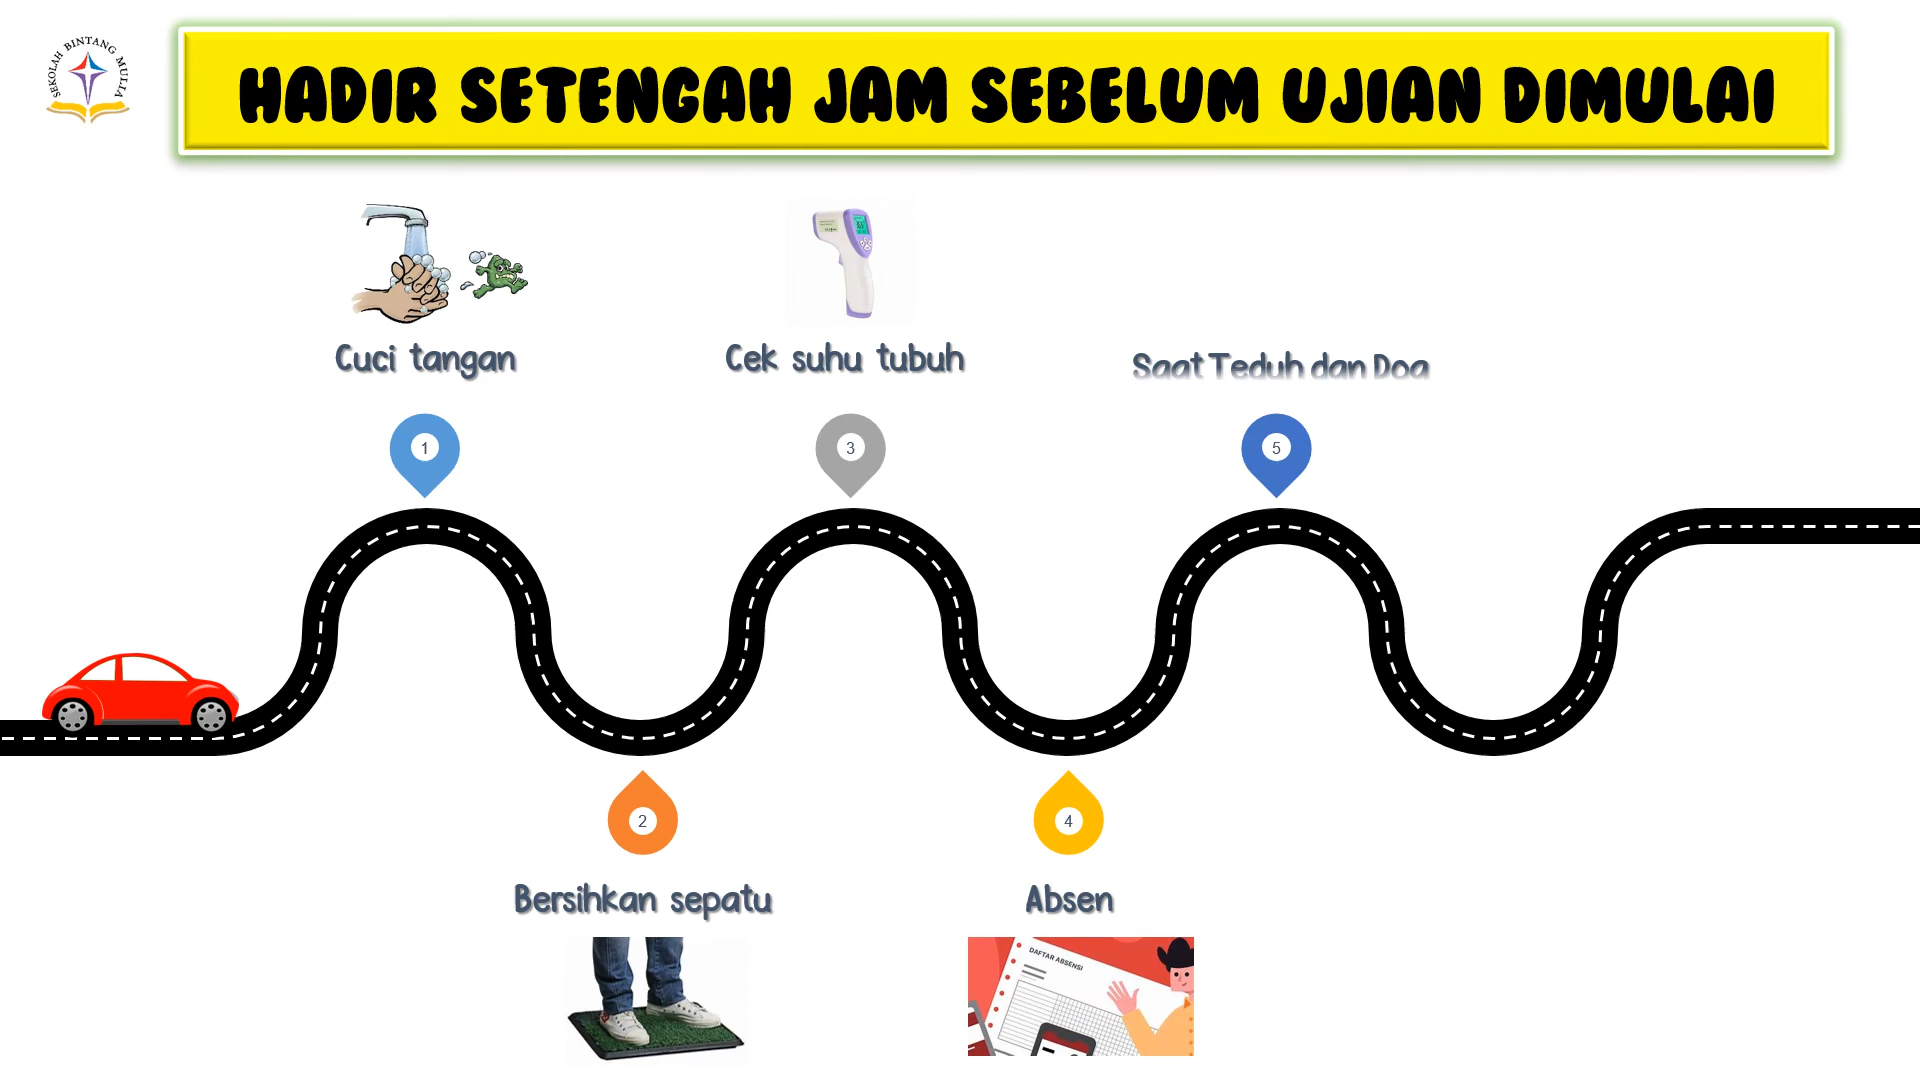 SEKOLAH BINTANG MULIA
HADIR SETENGAH JAM SEBELUM UJIAN DIMULAI
Cuci tangan
Cek suhu tubuh
Saat Teduh dan Doa
1
3
5
2
4
Bersihkan sepatu
Absen
DAFTAR ABSENSI